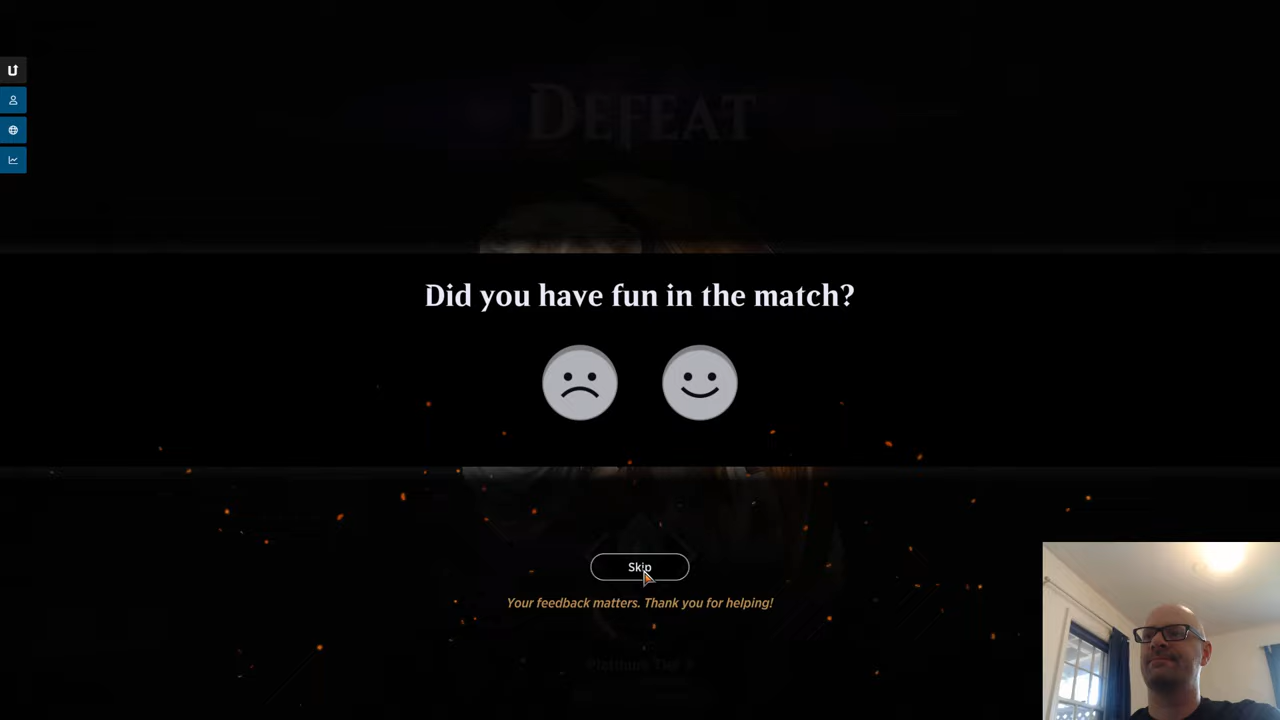 Defeat
Did you have fun in the match?
Skip
Your feedback matters. Thank you for helping!